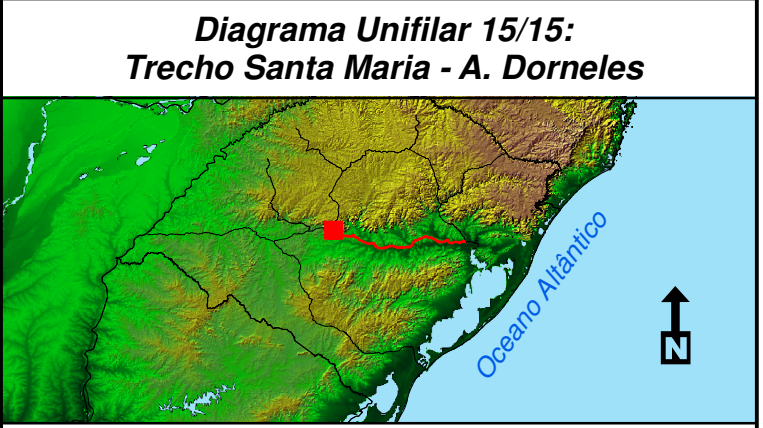 Diagrama Unifilar 15/15:
Trecho Santa Maria - A. Dorneles
Oceano Altântico
N